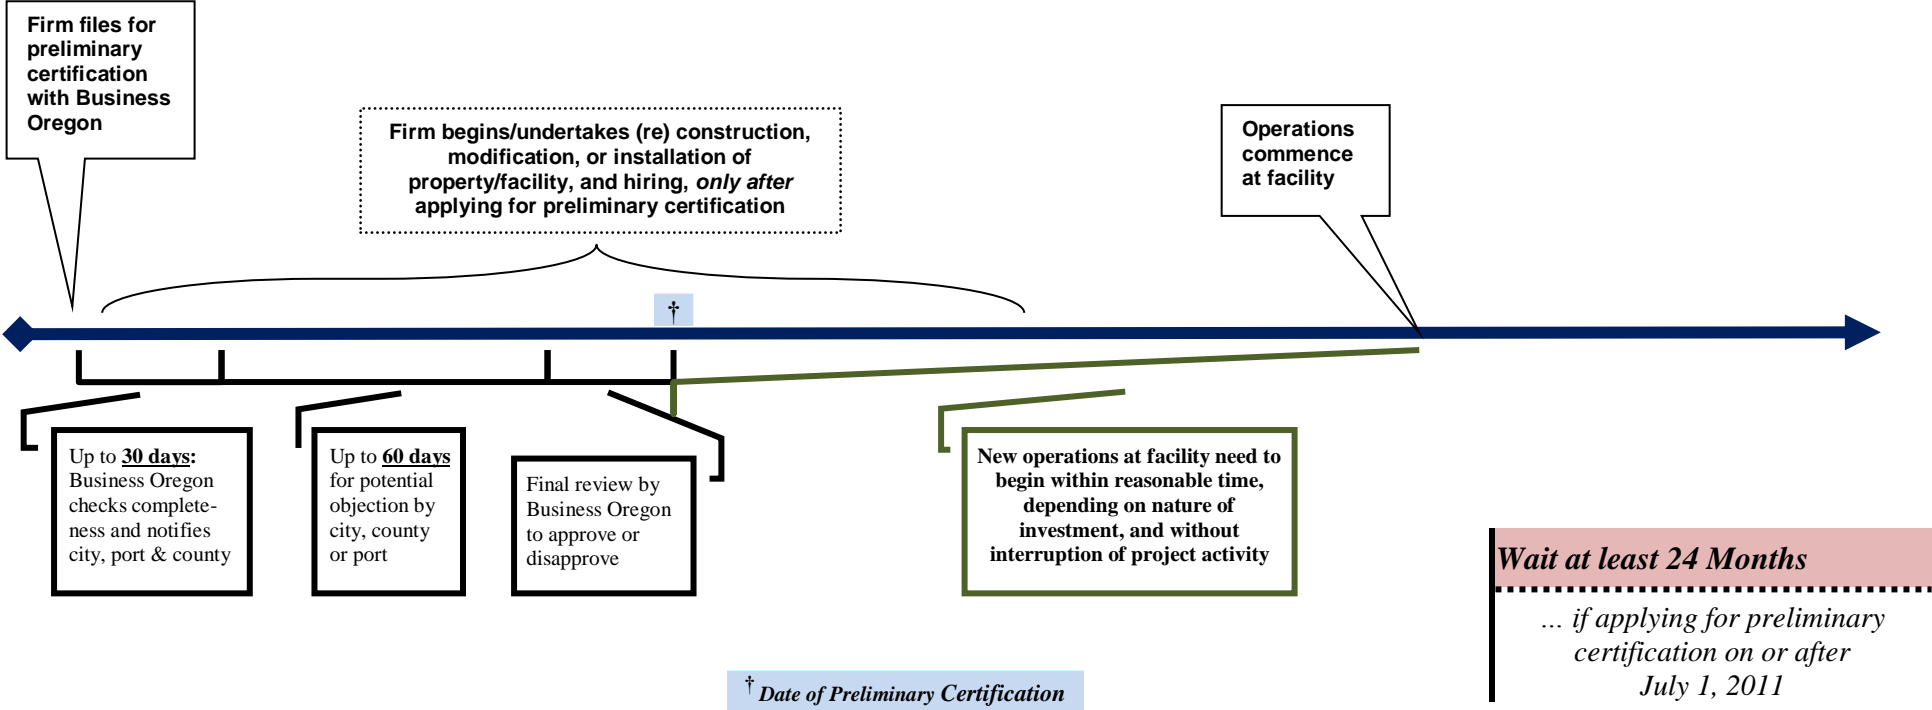 Firm files for
preliminary
certification
with Business
Oregon
Firm begins/undertakes (re) construction,
modification, or installation of
property/facility, and hiring, only after
applying for preliminary certification
Operations
commence
at facility
†
Up to 30 days:
Business Oregon
checks complete-
ness and notifies
city, port & county
Up to 60 days
for potential
objection by
city, county
or port
Final review by
Business Oregon
to approve or
disapprove
New operations at facility need to
begin within reasonable time,
depending on nature of
investment, and without
interruption of project activity
Wait at least 24 Months
... if applying for preliminary
certification on or after
July 1, 2011
† Date of Preliminary Certification